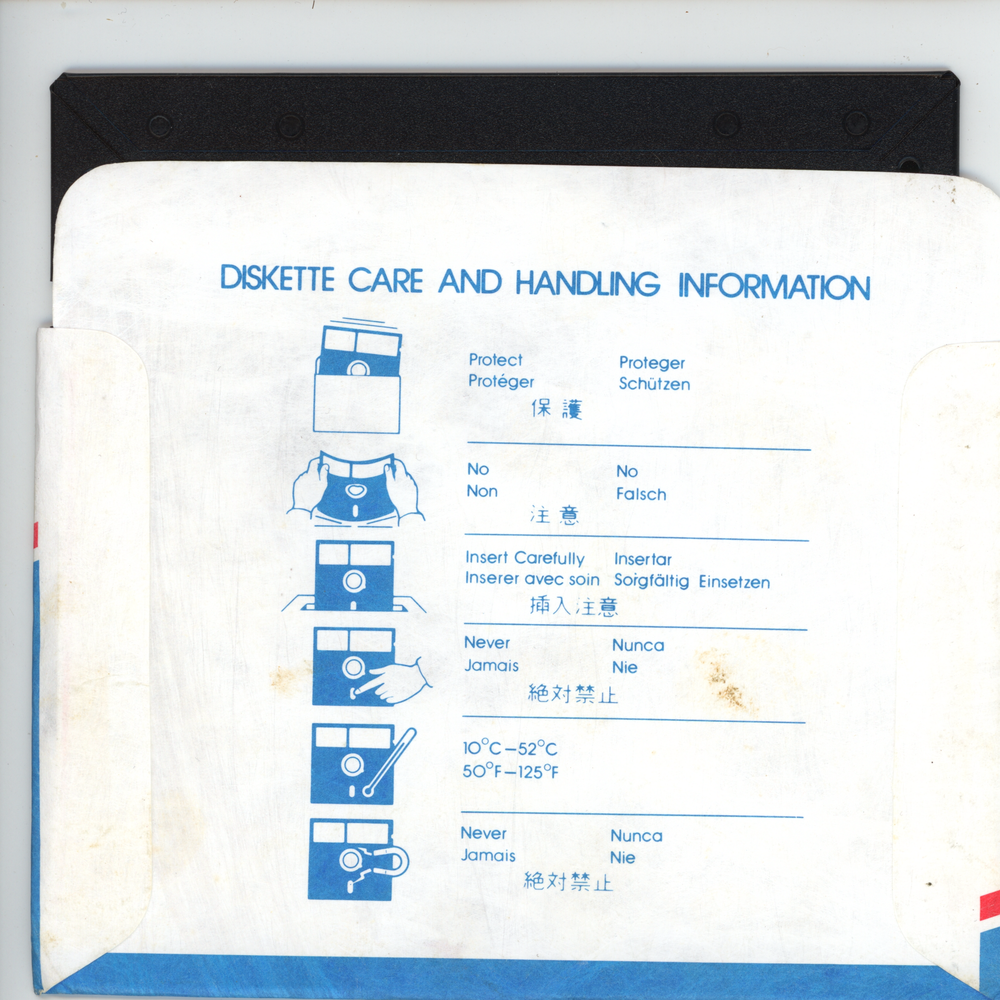 DISKETTE CARE AND HANDLING INFORMATION
Protect Proteger
Protéger Schützen
保護
No No
Non Falsch
注意
Insert Carefully Insertar
Inserer avec soin Sorgfältig Einsetzen
挿入注意
Never Nunca
Jamais Nie
絶対禁止
10°C–52°C
50°F–125°F
Never Nunca
Jamais Nie
絶対禁止